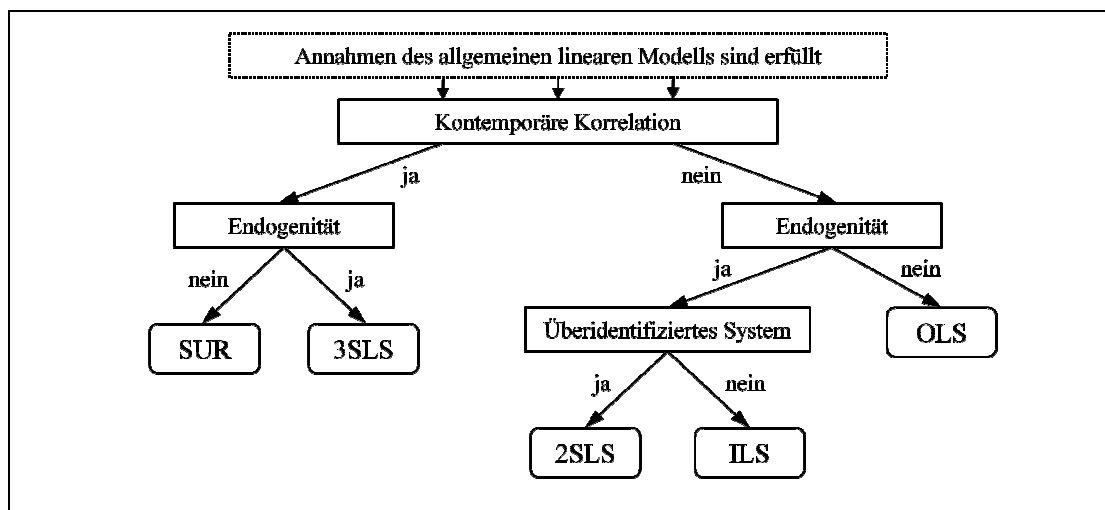 Annahmen des allgemeinen linearen Modells sind erfüllt
Kontemporäre Korrelation
ja
nein
Endogenität
Endogenität
nein
ja
ja
nein
SUR
3SLS
Überidentifiziertes System
OLS
ja
nein
2SLS
ILS